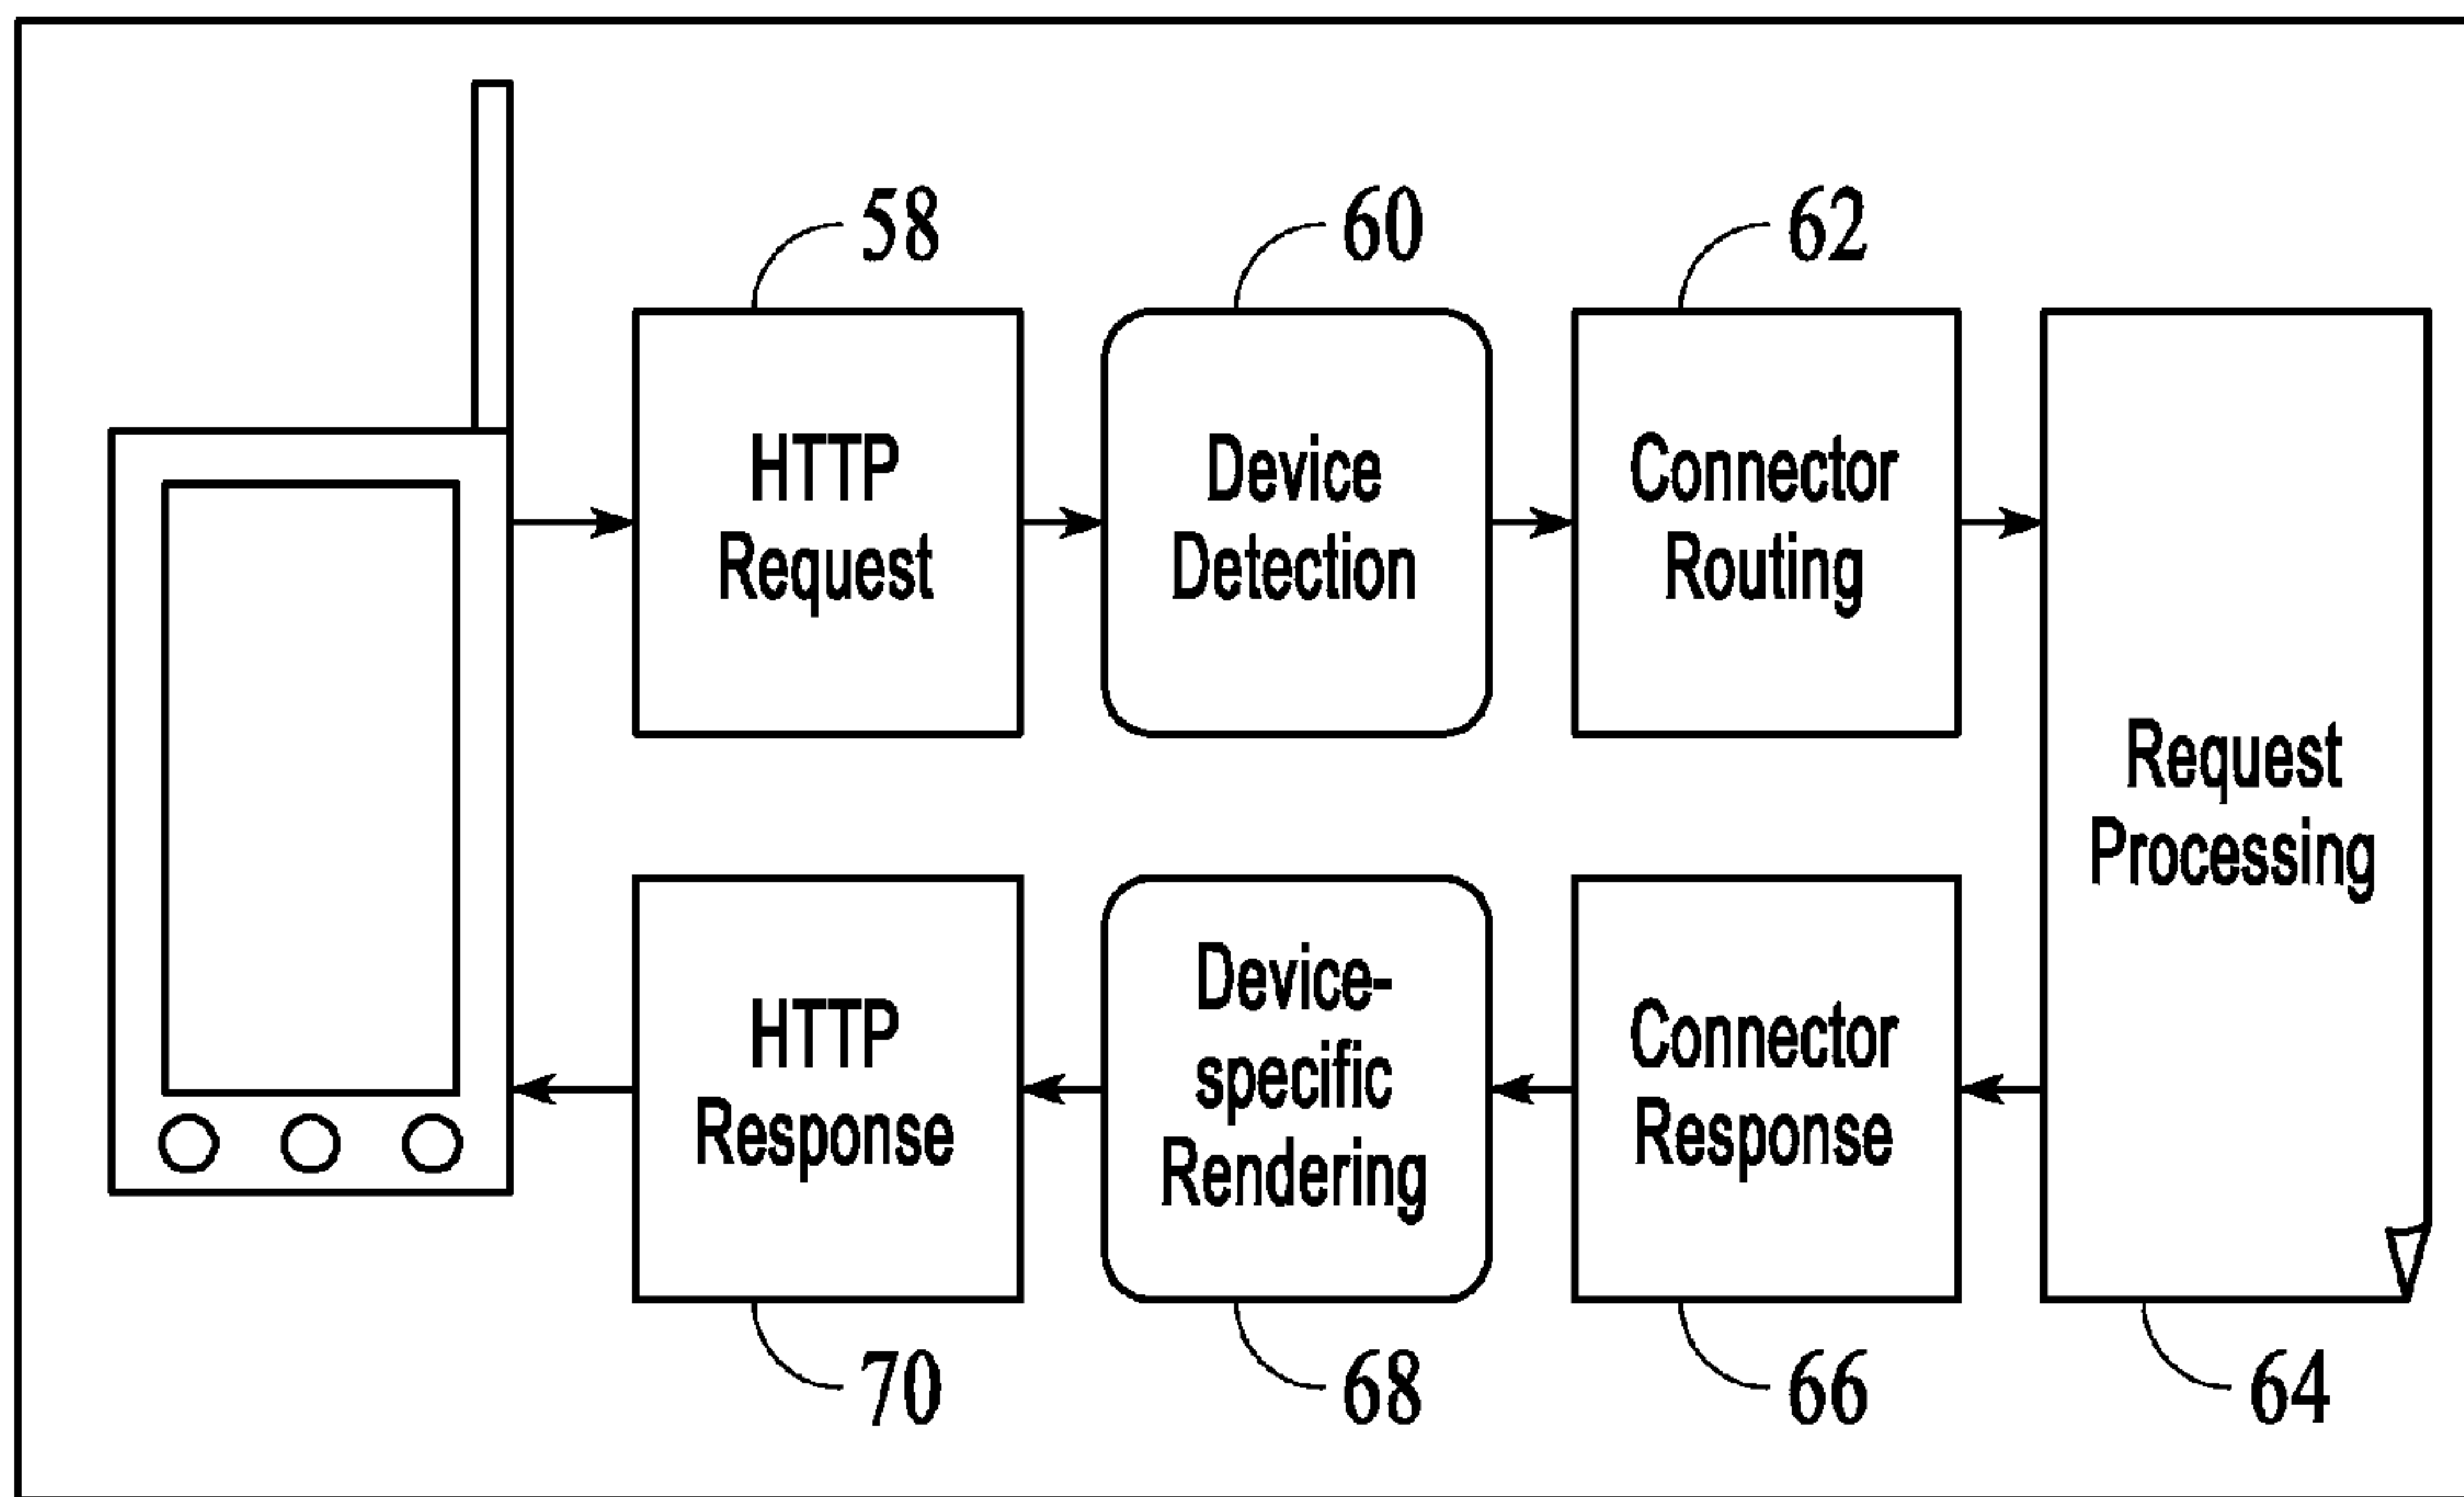 58
60
62
HTTP
Request
Device
Detection
Connector
Routing
Request
Processing
HTTP
Response
Device-
specific
Rendering
Connector
Response
70
68
66
64